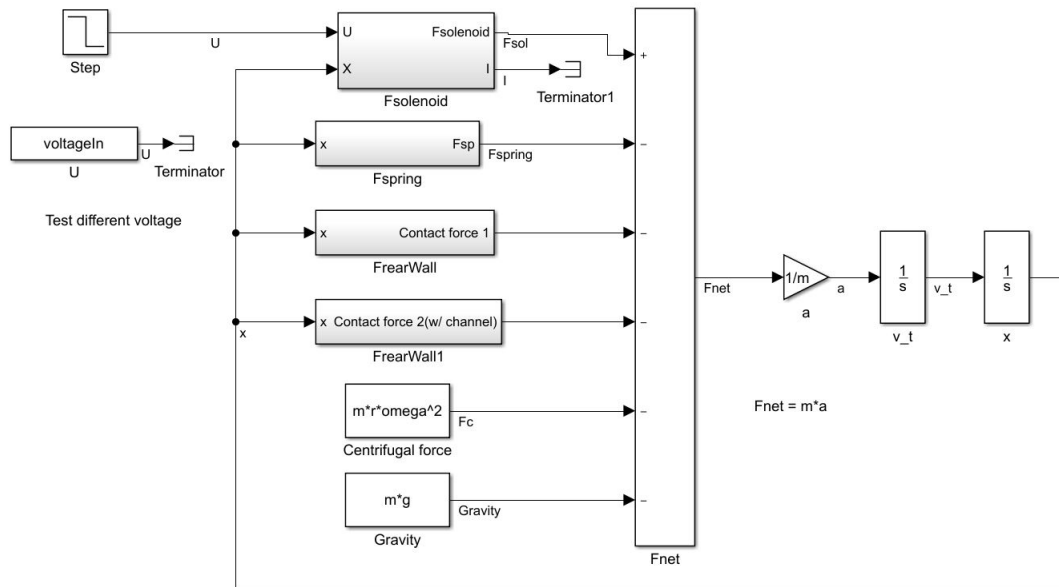 Step
U
U
X
Fsolenoid
I
Fsolenoid
Fsol
I
Terminator1
voltageIn
U
U
Terminator
Test different voltage
x
Fsp
Fspring
Fspring
x
Contact force 1
FrearWall
x
x
Contact force 2(w/ channel)
FrearWall1
m*r*omega^2
Fc
Centrifugal force
m*g
Gravity
Gravity
+
−
−
−
−
−
Fnet
Fnet
1/m
a
a
1
s
v_t
v_t
1
s
x
Fnet = m*a